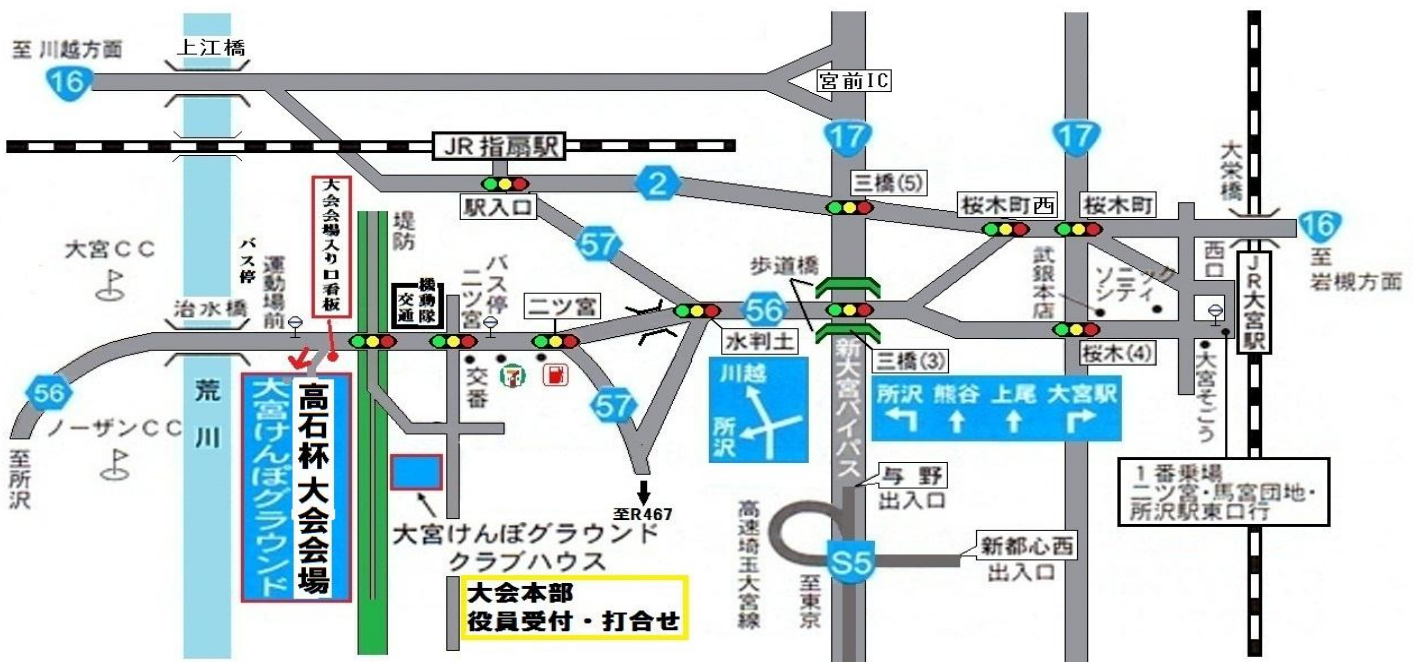 至 川越方面
上江橋
16
宮前IC
JR指扇駅
17
17
大栄橋
三橋(5)
2
桜木町西
桜木町
駅入口
16
至
岩槻方面
大会会場入り口看板
堤防
57
大宮CC
バス停
運動場前
西口
JR大宮駅
武銀本店
ソニックシティ
歩道橋
治水橋
機動隊
交通
バス停
二ツ宮
二ツ宮
56
水判土
三橋(3)
桜木(4)
大宮そごう
56
ノーザンCC
至所沢
荒川
大宮けんぽグラウンド
高石杯 大会会場
交番
57
川越
所沢
新大宮バイパス
所沢 熊谷 上尾 大宮駅
至R467
大宮けんぽグラウンド
クラブハウス
大会本部
役員受付・打合せ
与野
出入口
1番乗場
二ツ宮・馬宮団地・
所沢駅東口行
高速埼玉大宮線
S5
至東京
新都心西
出入口